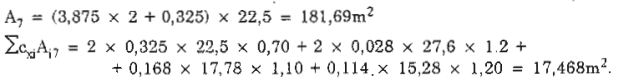 A₇ = (3,875 × 2 + 0,325) × 22,5 = 181,69m²
∑cₓᵢAᵢ₇ = 2 × 0,325 × 22,5 × 0,70 + 2 × 0,028 × 27,6 × 1.2 +
+ 0,168 × 17,78 × 1,10 + 0,114 × 15,28 × 1,20 = 17,468m².